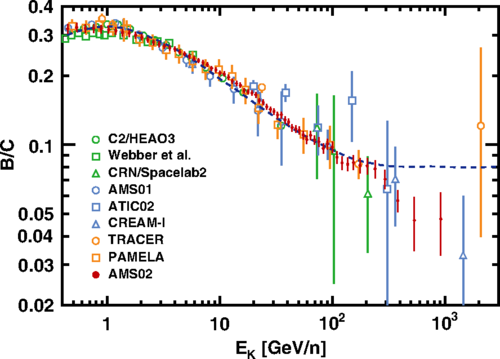 0.4
0.3
0.2
0.1
0.05
0.04
0.03
0.02
B/C
C2/HEAO3
Webber et al.
CRN/Spacelab2
AMS01
ATIC02
CREAM-I
TRACER
PAMELA
AMS02
1 10 10² 10³
E_K [GeV/n]